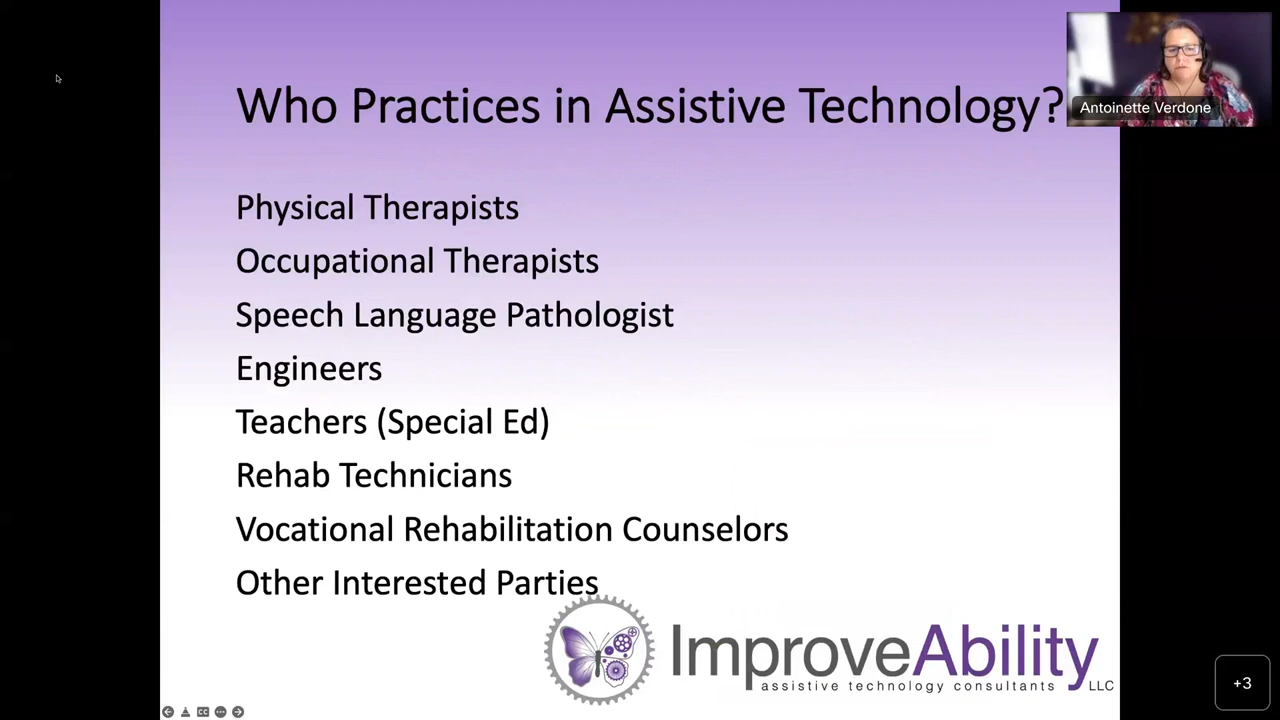 Who Practices in Assistive Technology?
Antoinette Verdone
Physical Therapists
Occupational Therapists
Speech Language Pathologist
Engineers
Teachers (Special Ed)
Rehab Technicians
Vocational Rehabilitation Counselors
Other Interested Parties
ImproveAbility
assistive technology consultants LLC
CC
+3